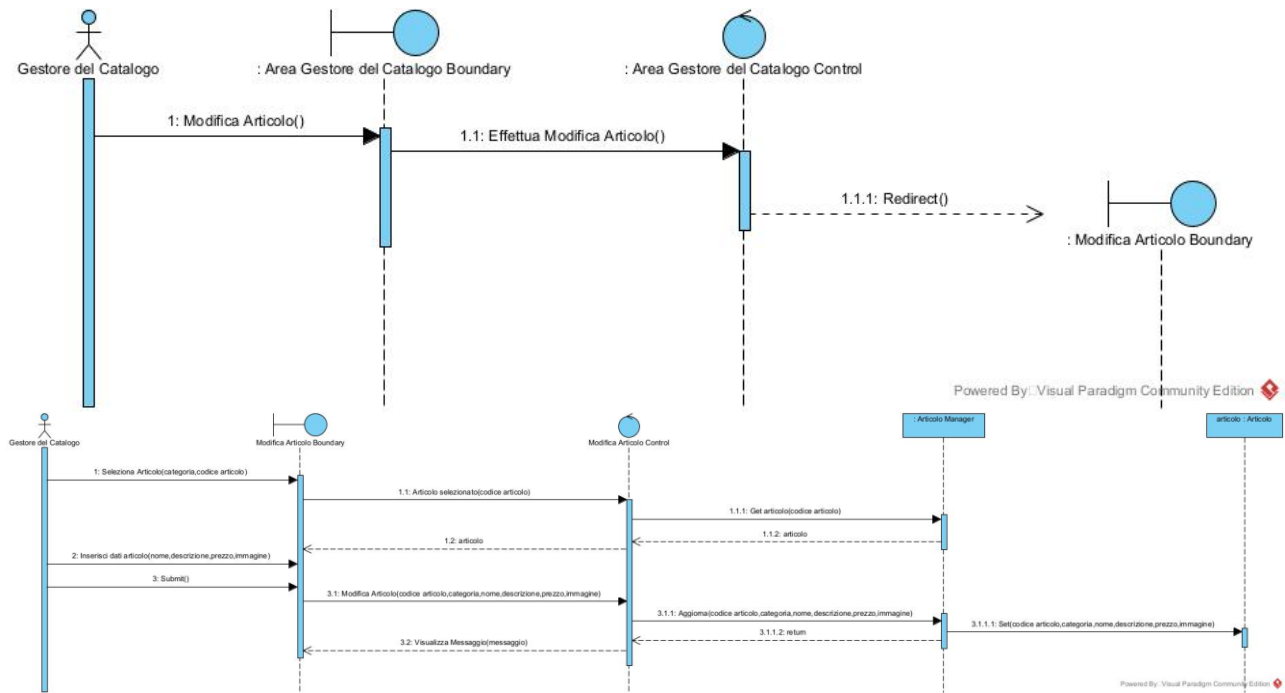 Gestore del Catalogo
: Area Gestore del Catalogo Boundary
: Area Gestore del Catalogo Control
1: Modifica Articolo()
1.1: Effettua Modifica Articolo()
1.1.1: Redirect()
: Modifica Articolo Boundary
Powered By Visual Paradigm Community Edition
Gestore del Catalogo
Modifica Articolo Boundary
Modifica Articolo Control
: Articolo Manager
articolo : Articolo
1: Seleziona Articolo(categoria,codice articolo)
1.1: Articolo selezionato(codice articolo)
1.1.1: Get articolo(codice articolo)
1.1.2: articolo
1.2: articolo
2: Inserisci dati articolo(nome,descrizione,prezzo,immagine)
3: Submit()
3.1: Modifica Articolo(codice articolo,categoria,nome,descrizione,prezzo,immagine)
3.1.1: Aggiorna(codice articolo,categoria,nome,descrizione,prezzo,immagine)
3.1.1.1: Set(codice articolo,categoria,nome,descrizione,prezzo,immagine)
3.1.1.2: return
3.2: Visualizza Messaggio(messaggio)
Powered By Visual Paradigm Community Edition